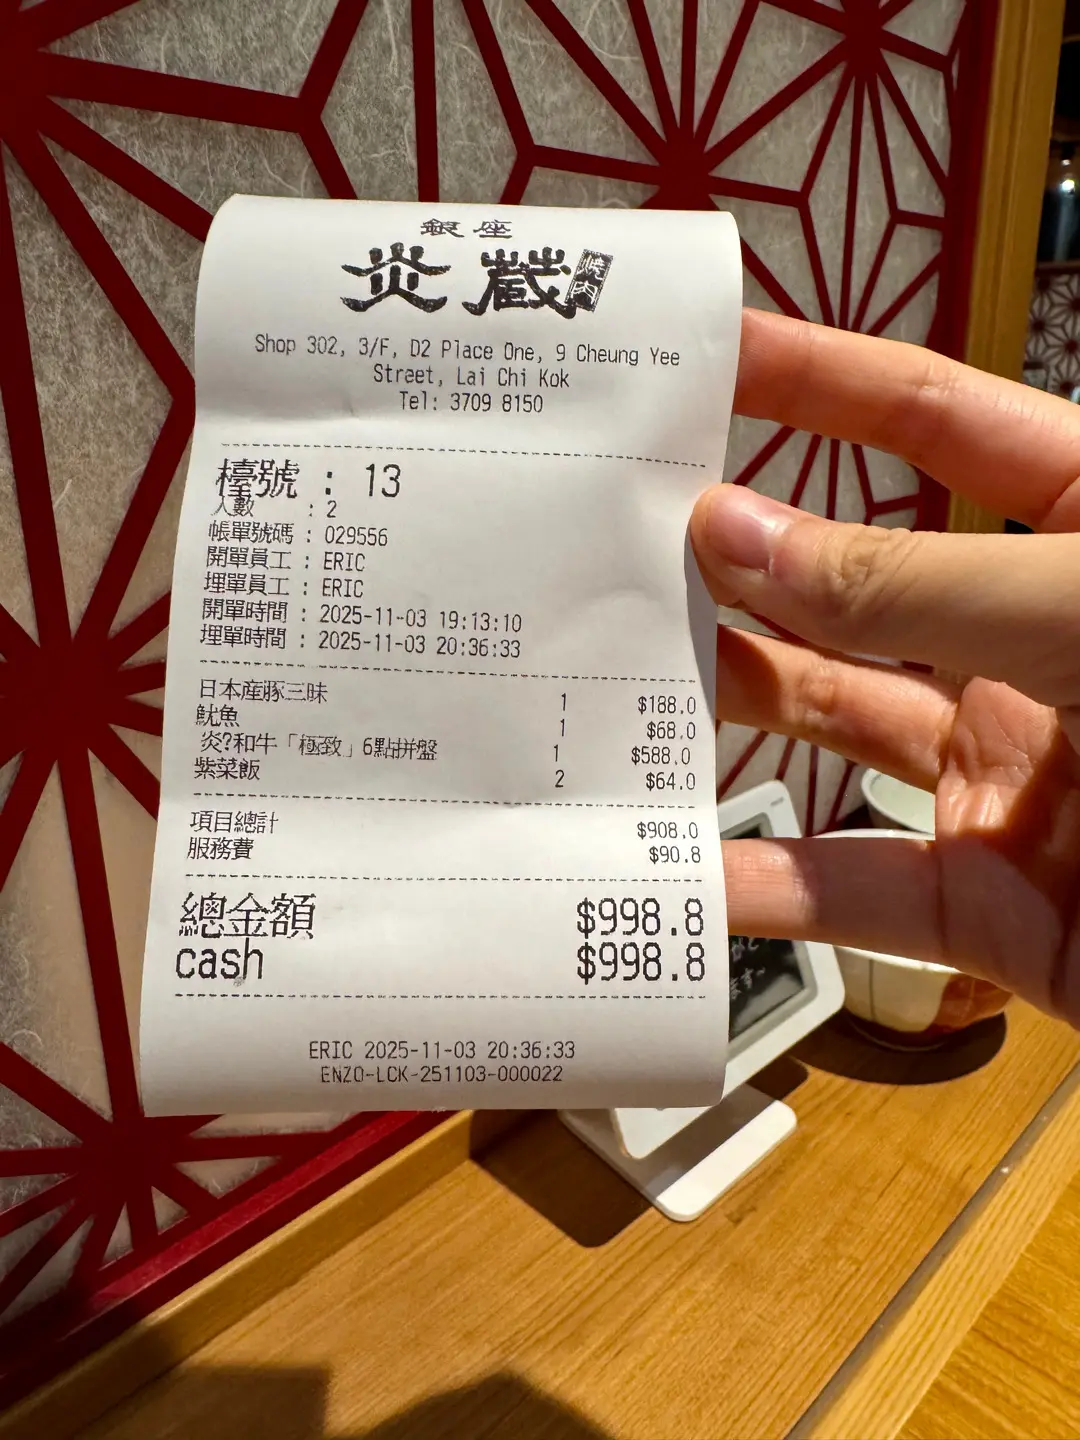 銀座
炎蔵 焼肉
Shop 302, 3/F, D2 Place One, 9 Cheung Yee
Street, Lai Chi Kok
Tel: 3709 8150
檯號 : 13
人數 : 2
帳單號碼 : 029556
開單員工 : ERIC
埋單員工 : ERIC
開單時間 : 2025-11-03 19:13:10
埋單時間 : 2025-11-03 20:36:33
日本産豚三昧 1 $188.0
魷魚 1 $68.0
炎?和牛「極致」6點拼盤 1 $588.0
紫菜飯 2 $64.0
項目總計 $908.0
服務費 $90.8
總金額 $998.8
cash $998.8
ERIC 2025-11-03 20:36:33
ENZO-LCK-251103-000022